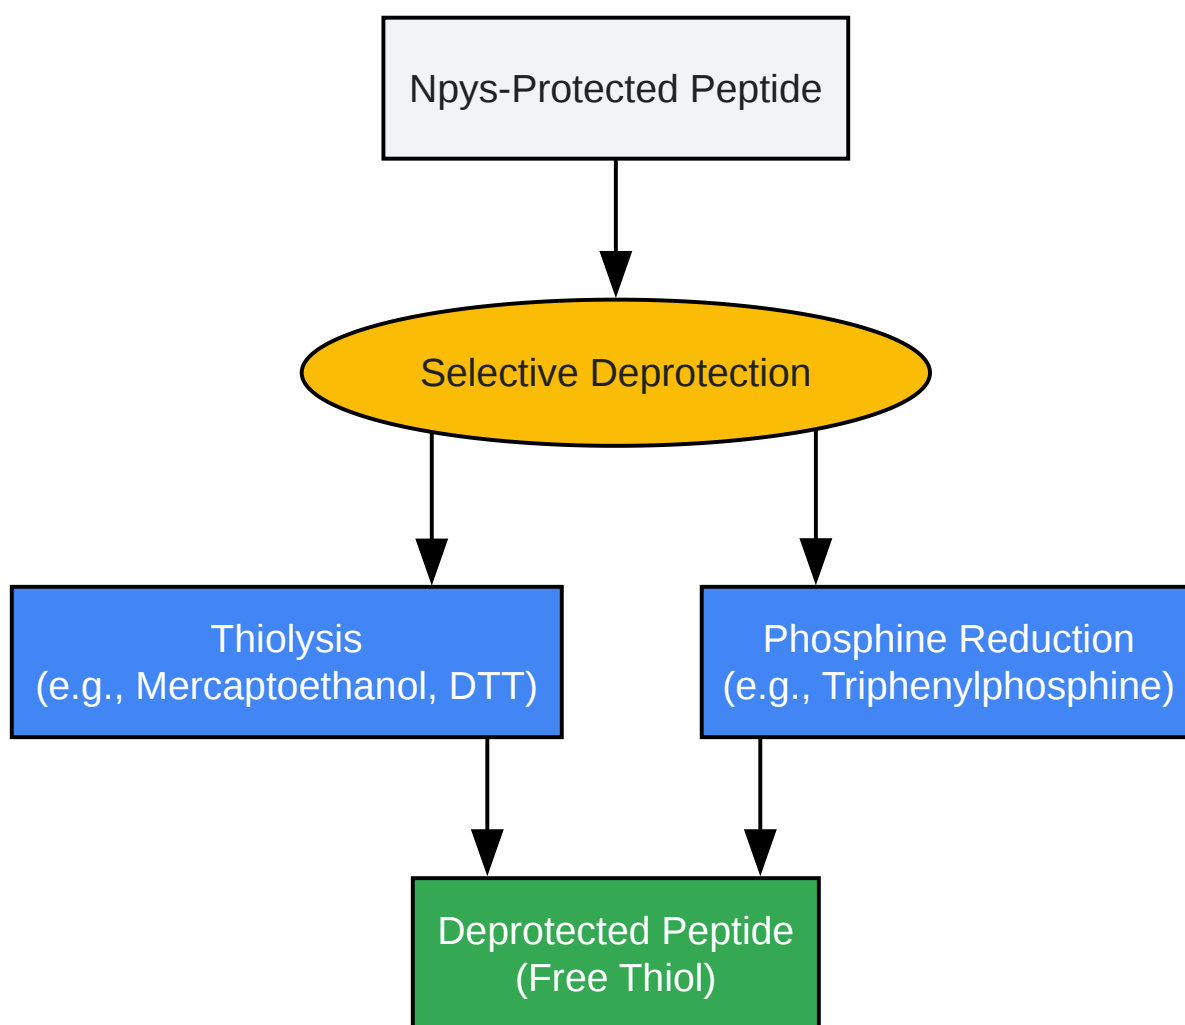 Npys-Protected Peptide
Selective Deprotection
Thiolysis
(e.g., Mercaptoethanol, DTT)
Phosphine Reduction
(e.g., Triphenylphosphine)
Deprotected Peptide
(Free Thiol)